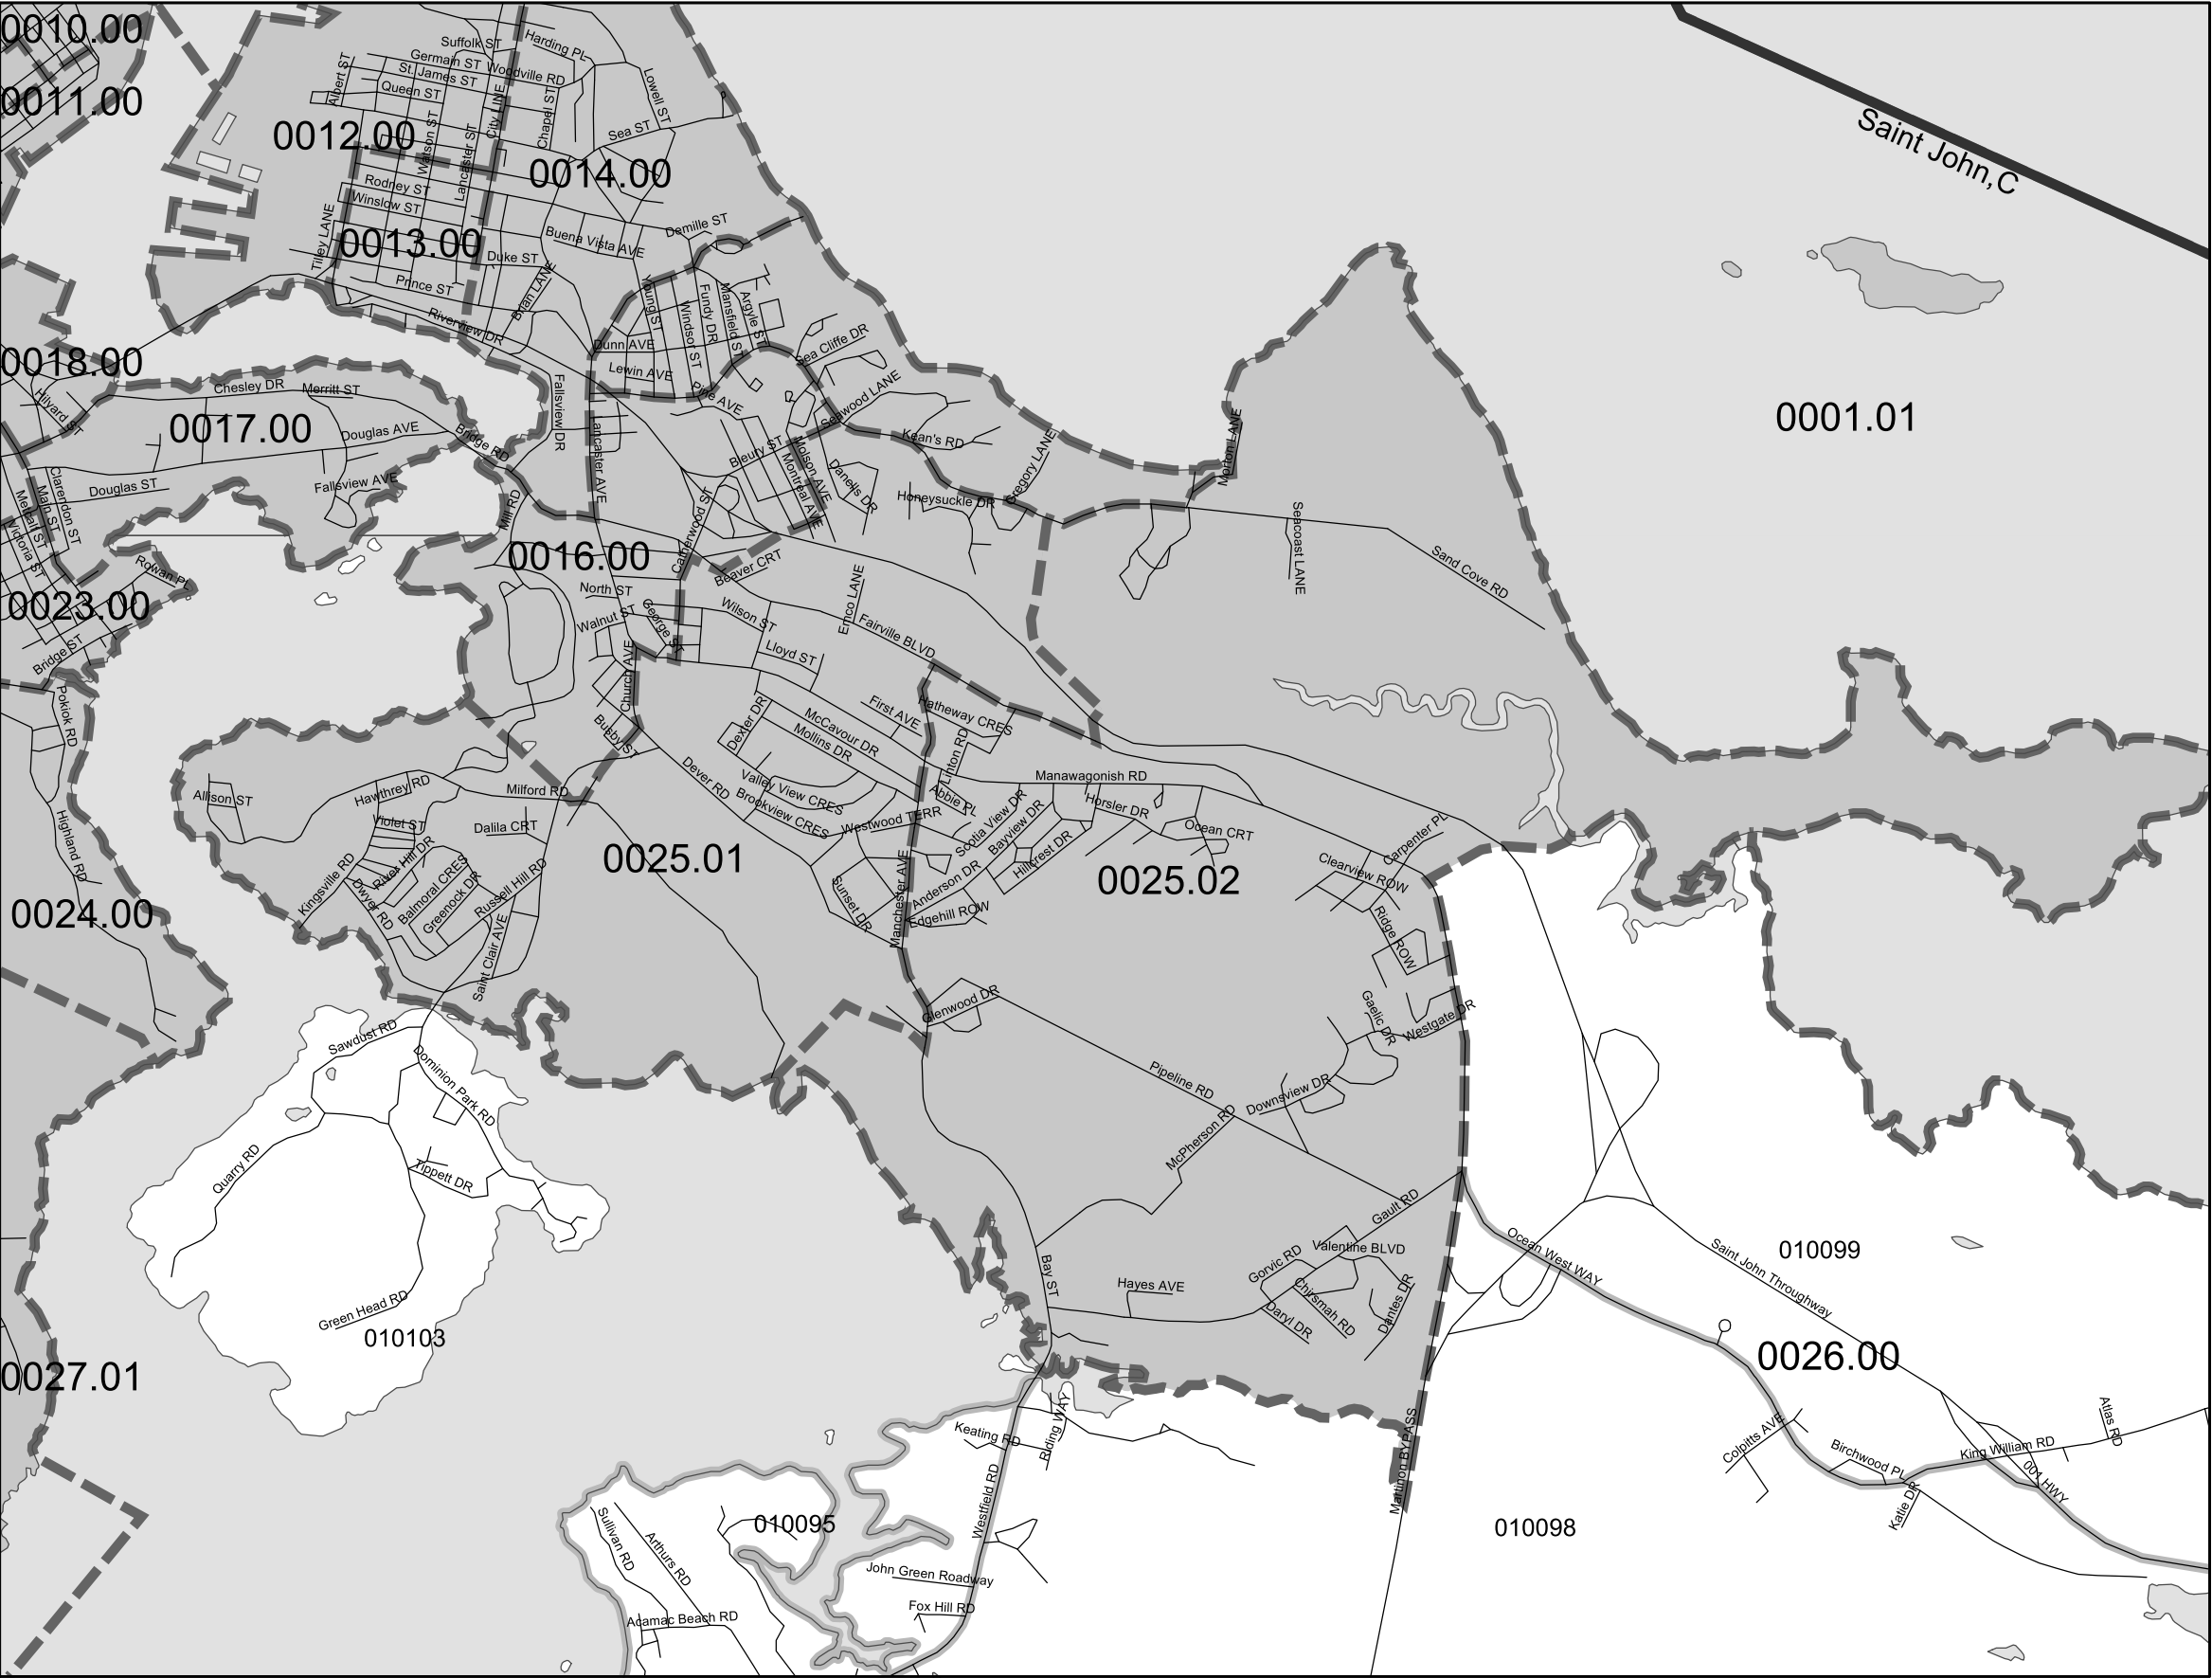 0010.00
0011.00
0012.00
0014.00
0013.00
0018.00
0017.00
0016.00
0023.00
0024.00
0025.01
0025.02
0027.01
0001.01
0026.00
010103
010095
010098
010099
Saint John,C
Suffolk ST
Harding PL
Germain ST
Woodville RD
St. James ST
Queen ST
Albert ST
Watson ST
Lancaster ST
City LINE
Chapel ST
Lowell ST
Sea ST
Rodney ST
Winslow ST
Tilley LANE
Duke ST
Buena Vista AVE
Demille ST
Prince ST
Brian LANE
Riverview DR
Young ST
Windsor ST
Fundy DR
Mansfield ST
Argyle ST
Dunn AVE
Lewin AVE
Pine AVE
Sea Cliffe DR
Seawood LANE
Kean's RD
Gregory LANE
Honeysuckle DR
Morton LANE
Seacoast LANE
Sand Cove RD
Chesley DR
Merritt ST
Hilyard ST
Douglas AVE
Bridge RD
Fallsview DR
Fallsview AVE
Douglas ST
Clarendon ST
Main ST
Metcalf ST
Victoria ST
Lancaster AVE
Bleury ST
Molson AVE
Montreal AVE
Daniells DR
Mill RD
Catherwood ST
Beaver CRT
Rowan PL
Bridge ST
North ST
Walnut ST
George ST
Church AVE
Wilson ST
Lloyd ST
Emco LANE
Fairville BLVD
Pokiok RD
Highland RD
Busby ST
Dexter DR
McCavour DR
Mollins DR
First AVE
Hatheway CRES
Linton RD
Dever RD
Valley View CRES
Brookview CRES
Westwood TERR
Abbie PL
Manawagonish RD
Horsler DR
Ocean CRT
Scotia View DR
Bayview DR
Hillcrest DR
Anderson DR
Edgehill ROW
Manchester AVE
Sunset DR
Carpenter PL
Clearview ROW
Ridge ROW
Gaelic DR
Westgate DR
Allison ST
Hawthrey RD
Milford RD
Violet ST
Dalila CRT
River Hill DR
Kingsville RD
Dwyer RD
Balmoral CRES
Greenock DR
Russell Hill RD
Saint Clair AVE
Glenwood DR
Pipeline RD
Downsview DR
McPherson RD
Gault RD
Sawdust RD
Dominion Park RD
Quarry RD
Tippett DR
Green Head RD
Bay ST
Hayes AVE
Gorvic RD
Valentine BLVD
Chirsmah RD
Daryl DR
Dantes DR
Ocean West WAY
Saint John Throughway
Keating RD
Riding WAY
Westfield RD
Martinon BYPASS
Colpitts AVE
Birchwood PL
King William RD
Atlas RD
001 HWY
Katie DR
Sullivan RD
Arthurs RD
John Green Roadway
Fox Hill RD
Acamac Beach RD